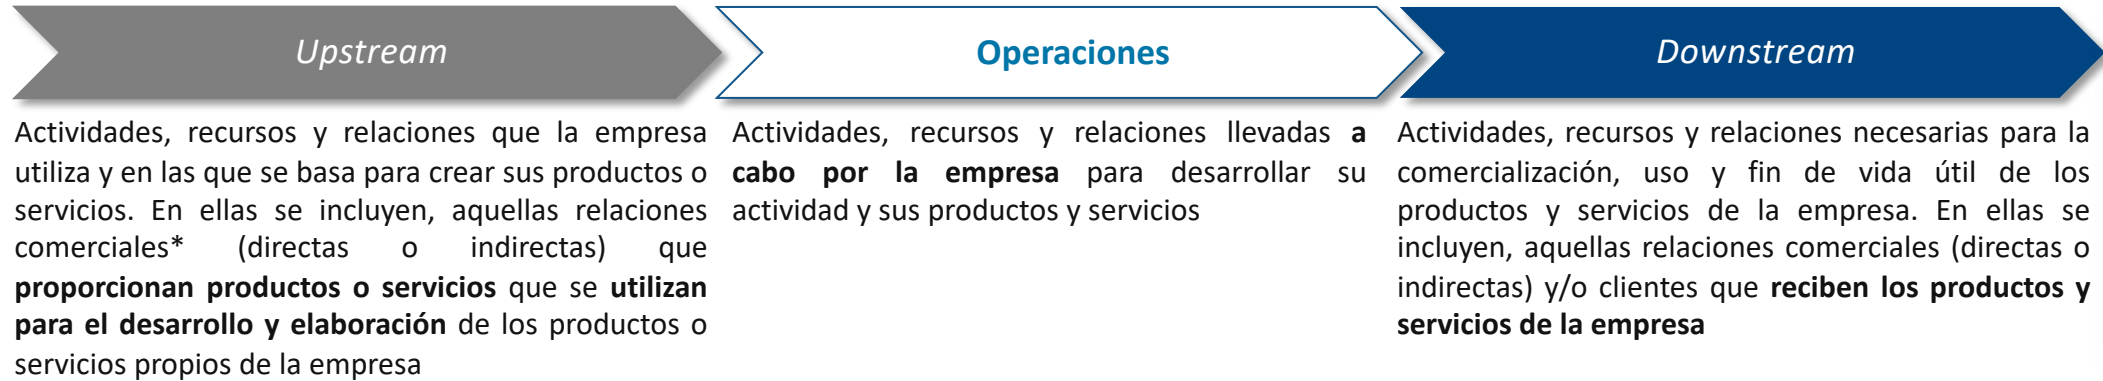 Upstream
Operaciones
Downstream
Actividades, recursos y relaciones que la empresa
utiliza y en las que se basa para crear sus productos o
servicios. En ellas se incluyen, aquellas relaciones
comerciales* (directas o indirectas) que
proporcionan productos o servicios que se utilizan
para el desarrollo y elaboración de los productos o
servicios propios de la empresa
Actividades, recursos y relaciones llevadas a
cabo por la empresa para desarrollar su
actividad y sus productos y servicios
Actividades, recursos y relaciones necesarias para la
comercialización, uso y fin de vida útil de los
productos y servicios de la empresa. En ellas se
incluyen, aquellas relaciones comerciales (directas o
indirectas) y/o clientes que reciben los productos y
servicios de la empresa